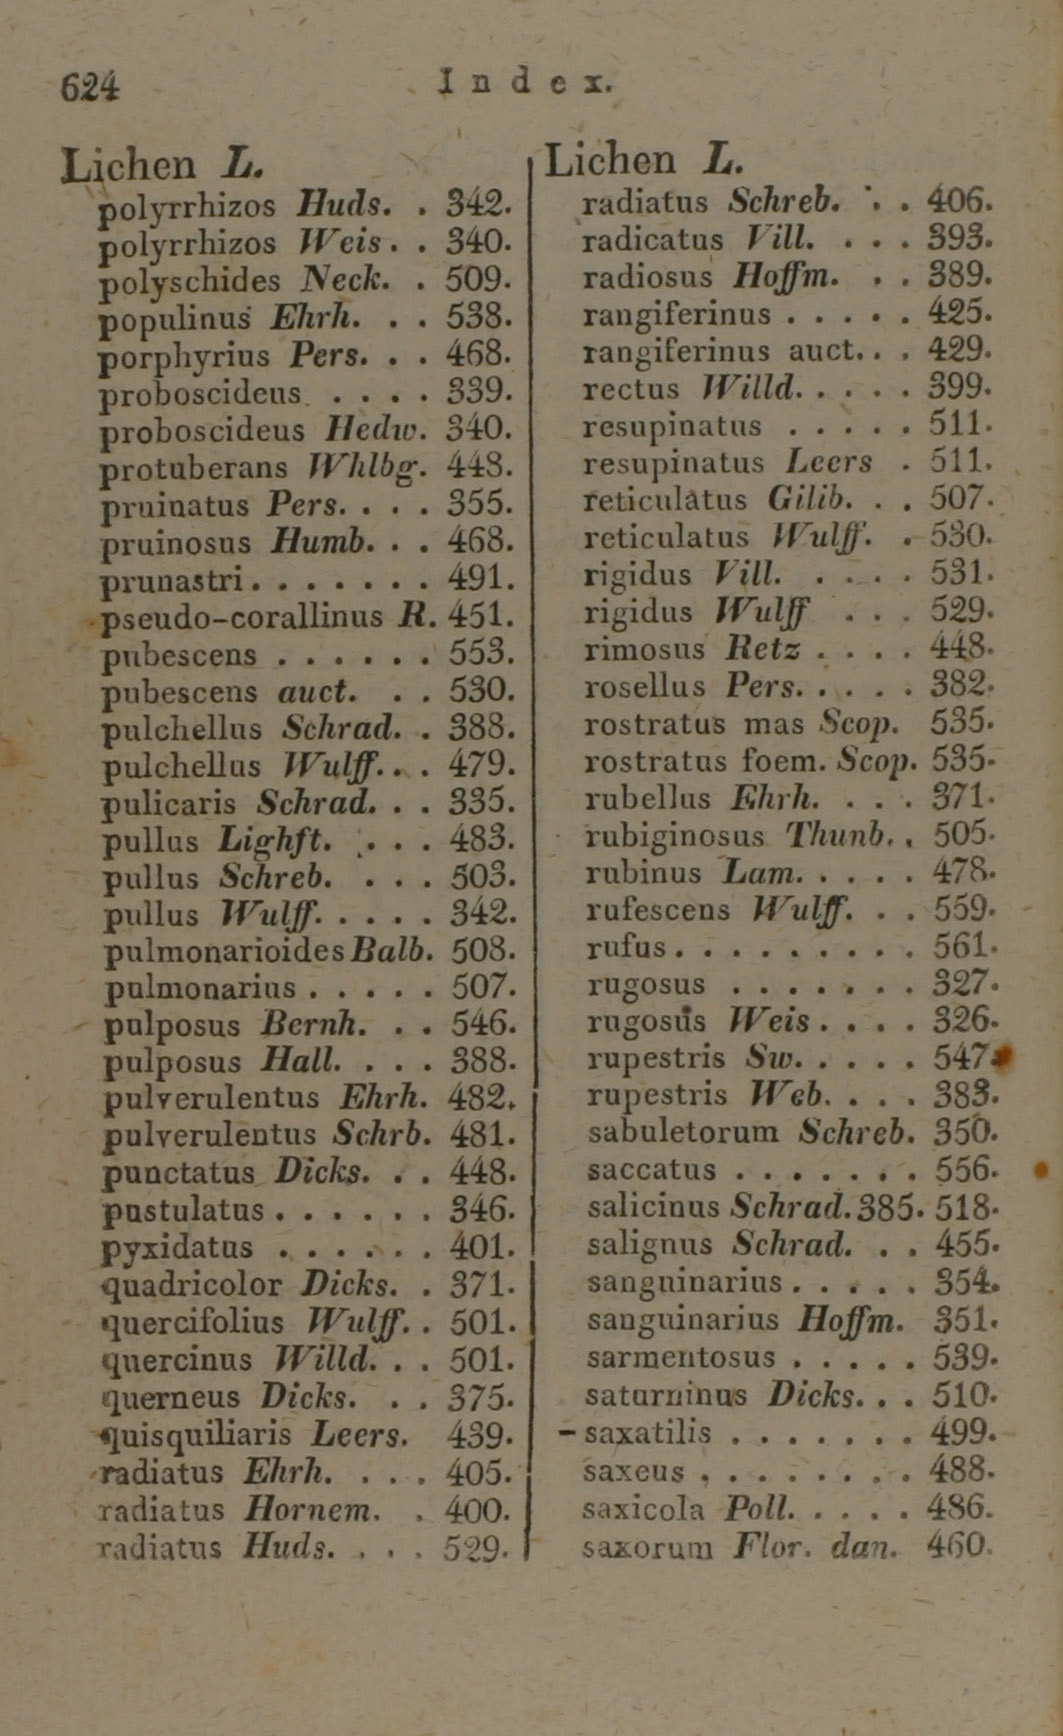 624
Index.
Lichen L.
polyrrhizos Huds. . 342.
polyrrhizos Weis. . 340.
polyschides Neck. . 509.
populinus Ehrh. . . 538.
porphyrius Pers. . . 468.
proboscideus. . . . . 339.
proboscideus Hedw. 340.
protuberans Whlbg. 448.
pruinatus Pers. . . . 355.
pruinosus Humb. . . 468.
prunastri . . . . . . . 491.
pseudo-corallinus R. 451.
pubescens . . . . . . 553.
pubescens auct. . . 530.
pulchellus Schrad. . 388.
pulchellus Wulff. . . 479.
pulicaris Schrad. . . 335.
pullus Lighft. . . . 483.
pullus Schreb. . . . 503.
pullus Wulff. . . . . 342.
pulmonarioides Balb. 508.
pulmonarius . . . . . 507.
pulposus Bernh. . . 546.
pulposus Hall. . . . 388.
pulverulentus Ehrh. 482.
pulverulentus Schrb. 481.
punctatus Dicks. . . 448.
pustulatus . . . . . . 346.
pyxidatus . . . . . . 401.
quadricolor Dicks. . 371.
quercifolius Wulff. . 501.
quercinus Willd. . . 501.
querneus Dicks. . . 375.
quisquiliaris Leers. 439.
radiatus Ehrh. . . . 405.
radiatus Hornem. . 400.
radiatus Huds. . . . 529.
Lichen L.
radiatus Schreb. . . 406.
radicatus Vill. . . . 393.
radiosus Hoffm. . . 389.
rangiferinus . . . . . 425.
rangiferinus auct. . . 429.
rectus Willd. . . . . 399.
resupinatus . . . . . 511.
resupinatus Leers . 511.
reticulatus Gilib. . . 507.
reticulatus Wulff. . 530.
rigidus Vill. . . . . 531.
rigidus Wulff . . . 529.
rimosus Retz . . . . 448.
rosellus Pers. . . . . 382.
rostratus mas Scop. 535.
rostratus foem. Scop. 535.
rubellus Ehrh. . . . 371.
rubiginosus Thunb. . 505.
rubinus Lam. . . . . 478.
rufescens Wulff. . . 559.
rufus . . . . . . . . . 561.
rugosus . . . . . . . 327.
rugosus Weis . . . . 326.
rupestris Sw. . . . . 547.
rupestris Web. . . . 383.
sabuletorum Schreb. 350.
saccatus . . . . . . . 556.
salicinus Schrad. 385. 518.
salignus Schrad. . . 455.
sanguinarius . . . . . 354.
sanguinarius Hoffm. 351.
sarmentosus . . . . . 539.
saturninus Dicks. . . 510.
saxatilis . . . . . . . 499.
saxeus . . . . . . . . 488.
saxicola Poll. . . . . 486.
saxorum Flor. dan. 460.